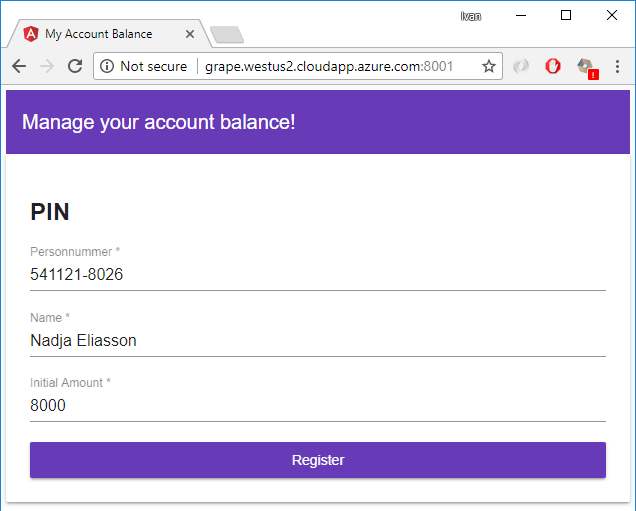 Ivan
My Account Balance
Not secure grape.westus2.cloudapp.azure.com:8001
Manage your account balance!
PIN
Personnummer *
541121-8026
Name *
Nadja Eliasson
Initial Amount *
8000
Register